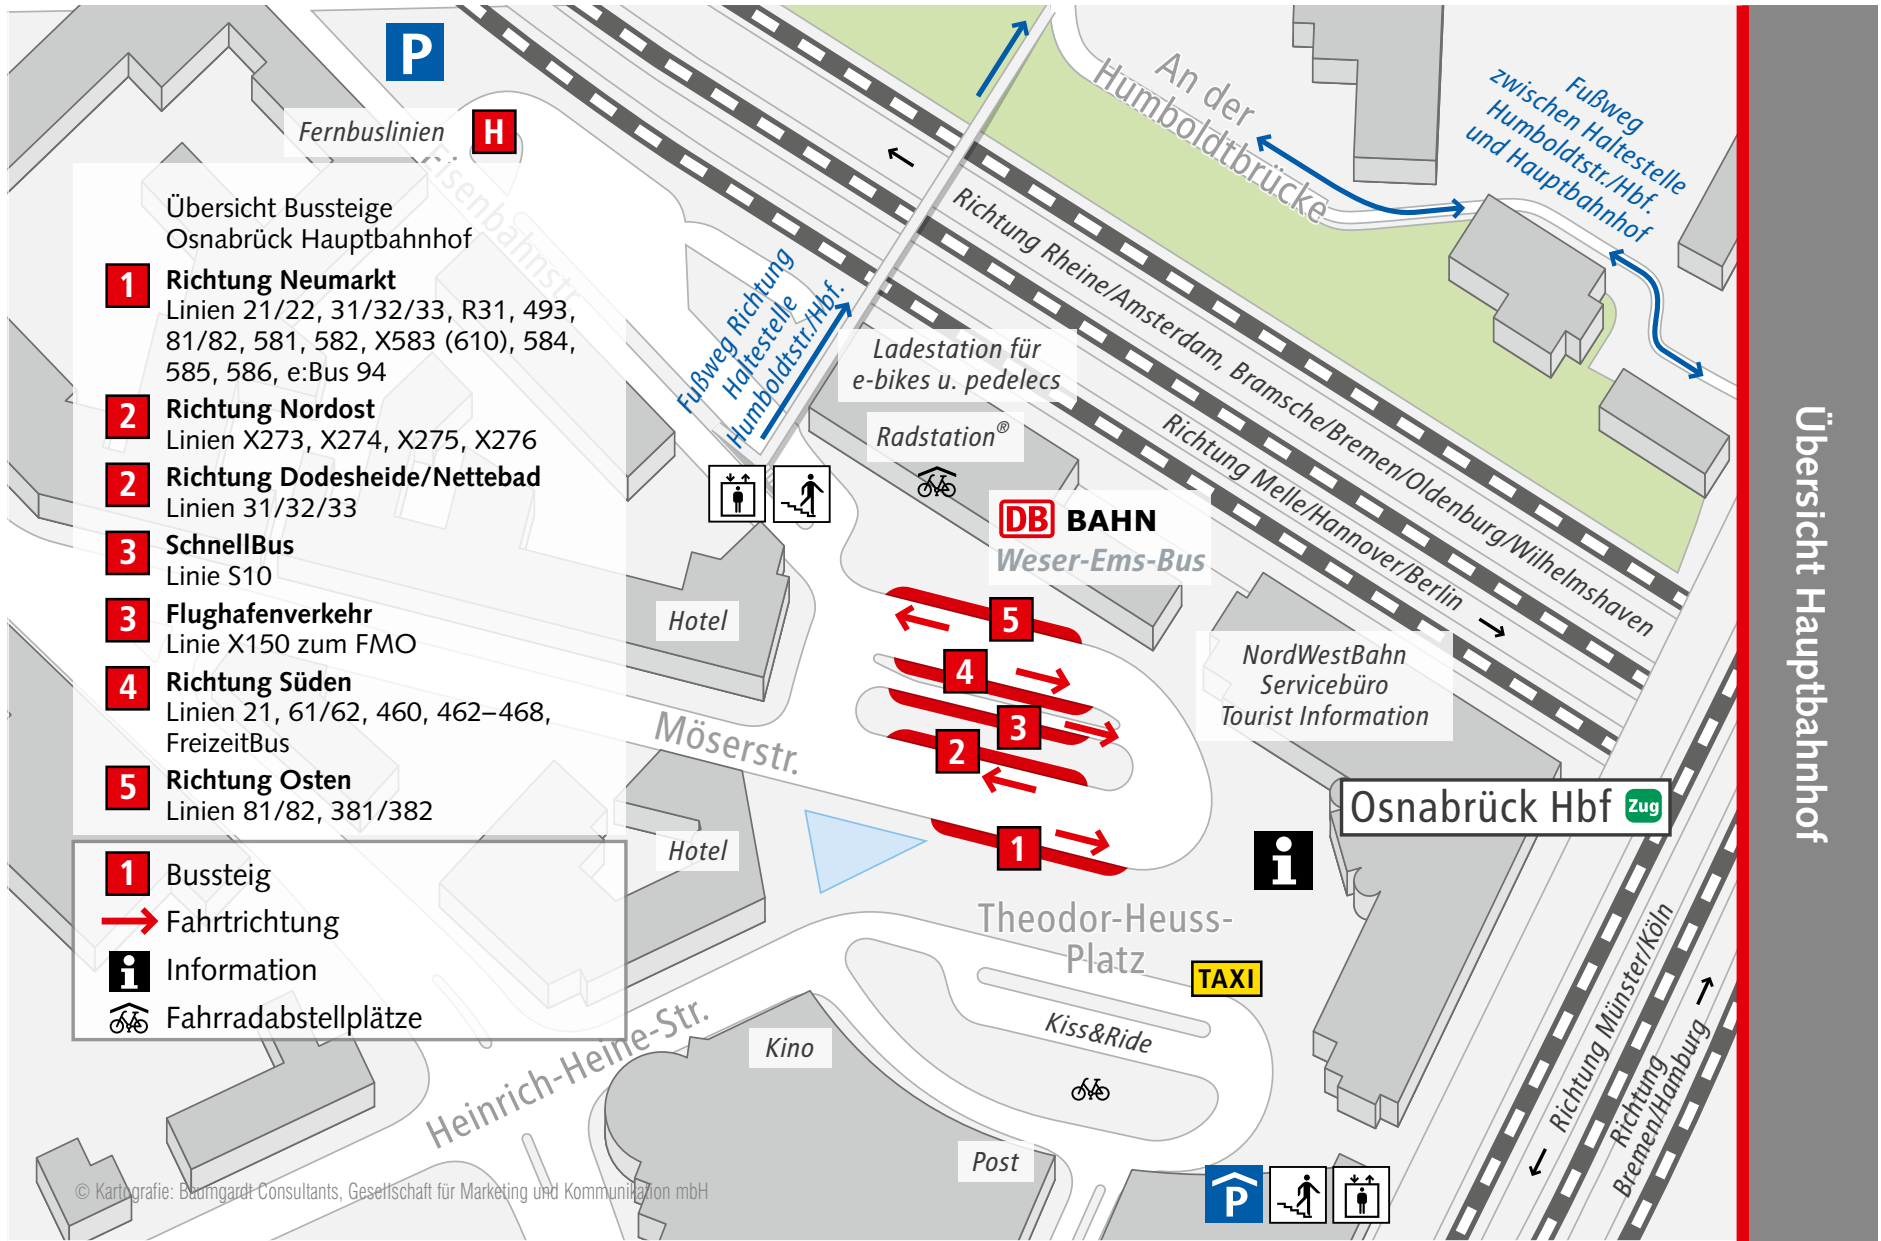 P
Fernbuslinien
H
Eisenbahnstr.
Übersicht Bussteige
Osnabrück Hauptbahnhof
1
Richtung Neumarkt
Linien 21/22, 31/32/33, R31, 493,
81/82, 581, 582, X583 (610), 584,
585, 586, e:Bus 94
2
Richtung Nordost
Linien X273, X274, X275, X276
2
Richtung Dodesheide/Nettebad
Linien 31/32/33
3
SchnellBus
Linie S10
3
Flughafenverkehr
Linie X150 zum FMO
4
Richtung Süden
Linien 21, 61/62, 460, 462–468,
FreizeitBus
5
Richtung Osten
Linien 81/82, 381/382
1
Bussteig
Fahrtrichtung
i
Information
Fahrradabstellplätze
© Kartografie: Baumgardt Consultants, Gesellschaft für Marketing und Kommunikation mbH
An der
Humboldtbrücke
Fußweg
zwischen Haltestelle
Humboldtstr./Hbf.
und Hauptbahnhof
Fußweg Richtung
Haltestelle
Humboldtstr./Hbf.
Richtung Rheine/Amsterdam, Bramsche/Bremen/Oldenburg/Wilhelmshaven
Richtung Melle/Hannover/Berlin
Ladestation für
e-bikes u. pedelecs
Radstation®
DB BAHN
Weser-Ems-Bus
Hotel
5
4
3
2
1
NordWestBahn
Servicebüro
Tourist Information
Möserstr.
Hotel
Osnabrück Hbf Zug
i
Theodor-Heuss-
Platz
TAXI
Kiss&Ride
Kino
Heinrich-Heine-Str.
Post
P
Richtung Münster/Köln
Richtung
Bremen/Hamburg
Übersicht Hauptbahnhof